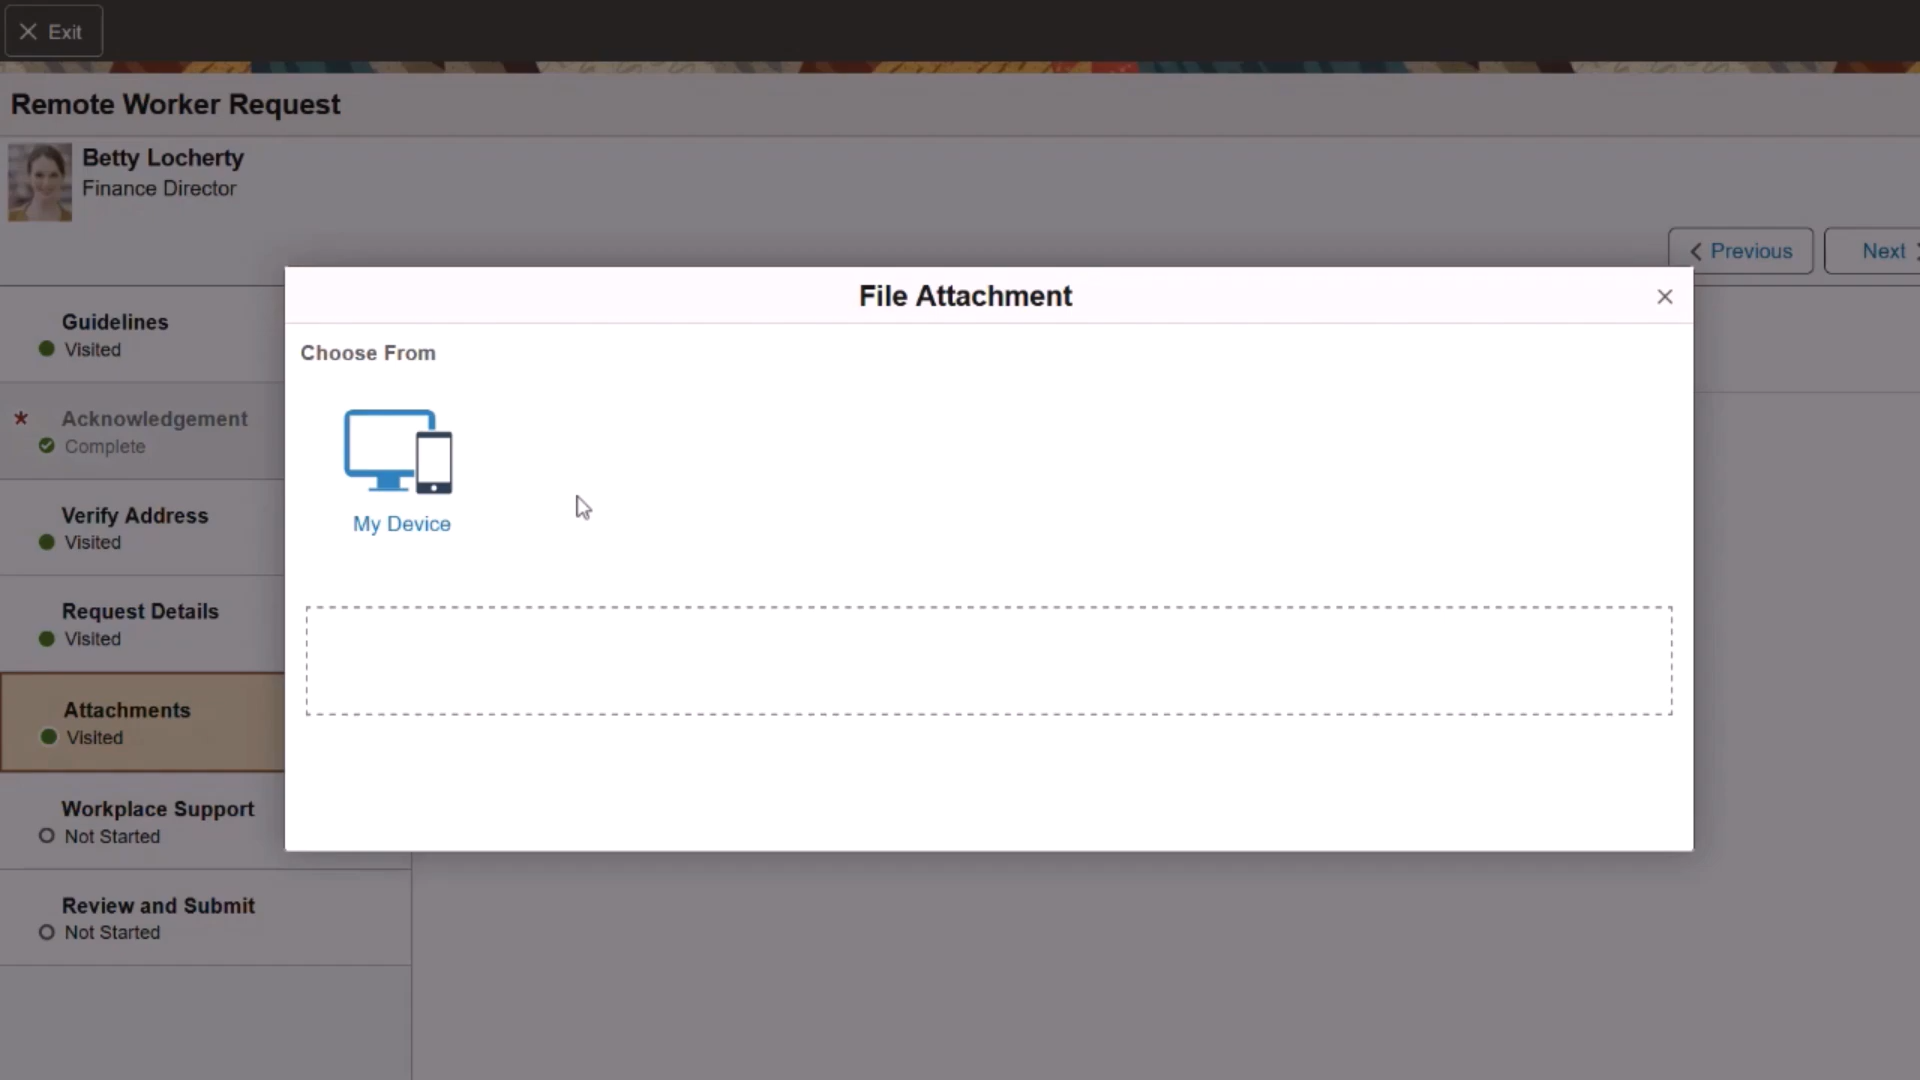 Exit
Remote Worker Request
Betty Locherty
Finance Director
Previous
Next
File Attachment
Choose From
My Device
Guidelines
Visited
* Acknowledgement
Complete
Verify Address
Visited
Request Details
Visited
Attachments
Visited
Workplace Support
Not Started
Review and Submit
Not Started